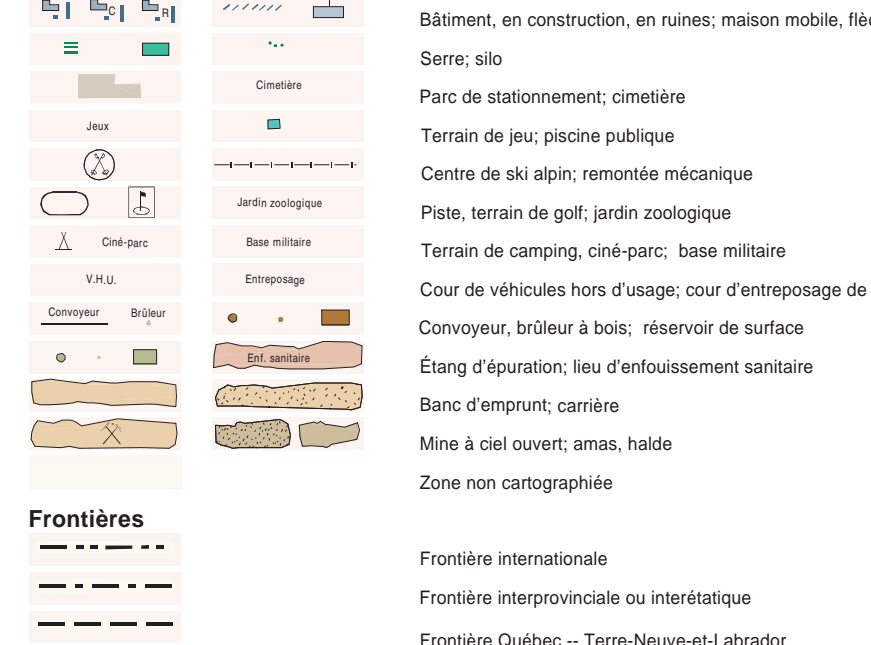 C R Bâtiment, en construction, en ruines; maison mobile,
Serre; silo
Cimetière Parc de stationnement; cimetière
Jeux Terrain de jeu; piscine publique
Centre de ski alpin; remontée mécanique
Jardin zoologique Piste, terrain de golf; jardin zoologique
Ciné-parc Base militaire Terrain de camping, ciné-parc; base militaire
V.H.U. Entreposage Cour de véhicules hors d'usage; cour d'entreposage de
Convoyeur Brûleur Convoyeur, brûleur à bois; réservoir de surface
Enf. sanitaire Étang d'épuration; lieu d'enfouissement sanitaire
Banc d'emprunt; carrière
Mine à ciel ouvert; amas, halde
Zone non cartographiée
Frontières
Frontière internationale
Frontière interprovinciale ou interétatique
Frontière Québec -- Terre-Neuve-et-Labrador